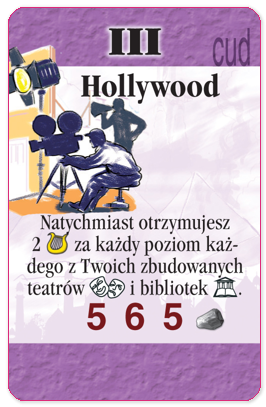 III
cud
Hollywood
Natychmiast otrzymujesz
2 za każdy poziom każ-
dego z Twoich zbudowanych
teatrów i bibliotek .
5 6 5